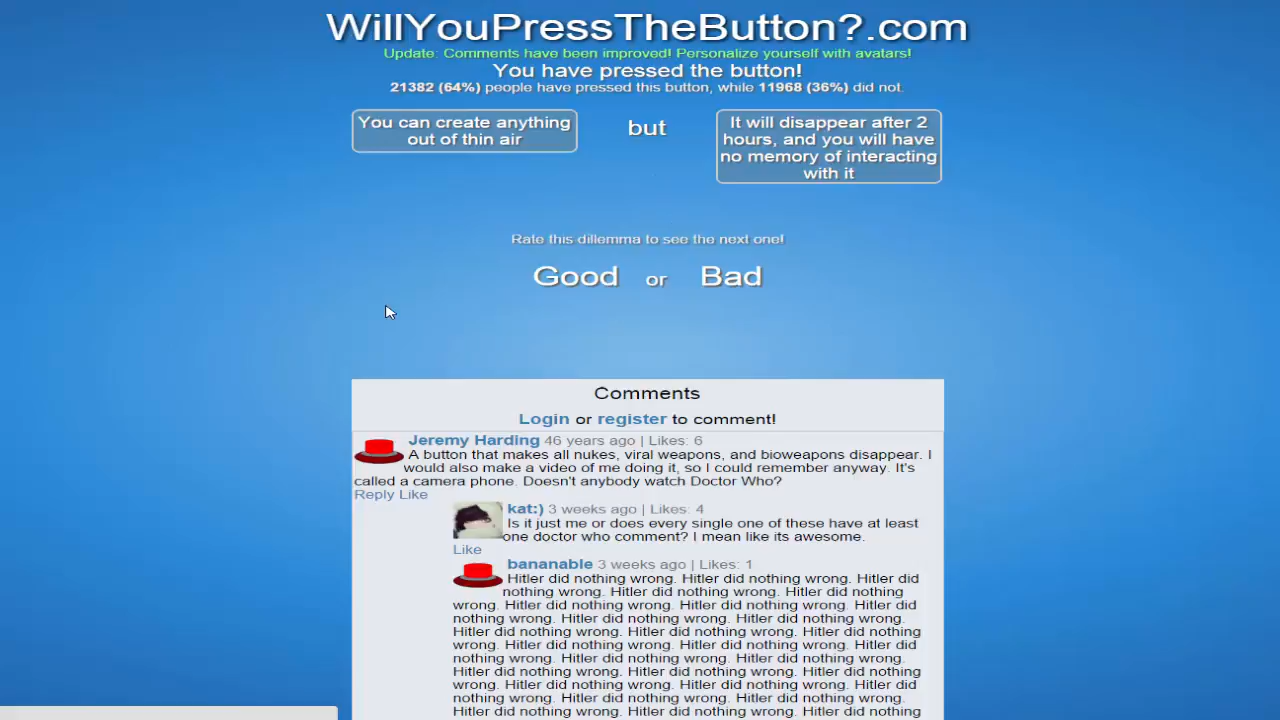 WillYouPressTheButton?.com
Update: Comments have been improved! Personalize yourself with avatars!
You have pressed the button!
21382 (64%) people have pressed this button, while 11968 (36%) did not.
You can create anything
out of thin air
but
It will disappear after 2
hours, and you will have
no memory of interacting
with it
Rate this dillemma to see the next one!
Good or Bad
Comments
Login or register to comment!
Jeremy Harding 46 years ago | Likes: 6
A button that makes all nukes, viral weapons, and bioweapons disappear. I
would also make a video of me doing it, so I could remember anyway. It's
called a camera phone. Doesn't anybody watch Doctor Who?
Reply Like
kat:) 3 weeks ago | Likes: 4
Is it just me or does every single one of these have at least
one doctor who comment? I mean like its awesome.
Like
bananable 3 weeks ago | Likes: 1
Hitler did nothing wrong. Hitler did nothing wrong. Hitler did
nothing wrong. Hitler did nothing wrong. Hitler did nothing
wrong. Hitler did nothing wrong. Hitler did nothing wrong. Hitler did
nothing wrong. Hitler did nothing wrong. Hitler did nothing wrong.
Hitler did nothing wrong. Hitler did nothing wrong. Hitler did nothing
wrong. Hitler did nothing wrong. Hitler did nothing wrong. Hitler did
nothing wrong. Hitler did nothing wrong. Hitler did nothing wrong.
Hitler did nothing wrong. Hitler did nothing wrong. Hitler did nothing
wrong. Hitler did nothing wrong. Hitler did nothing wrong. Hitler did
nothing wrong. Hitler did nothing wrong. Hitler did nothing wrong.
Hitler did nothing wrong. Hitler did nothing wrong. Hitler did nothing